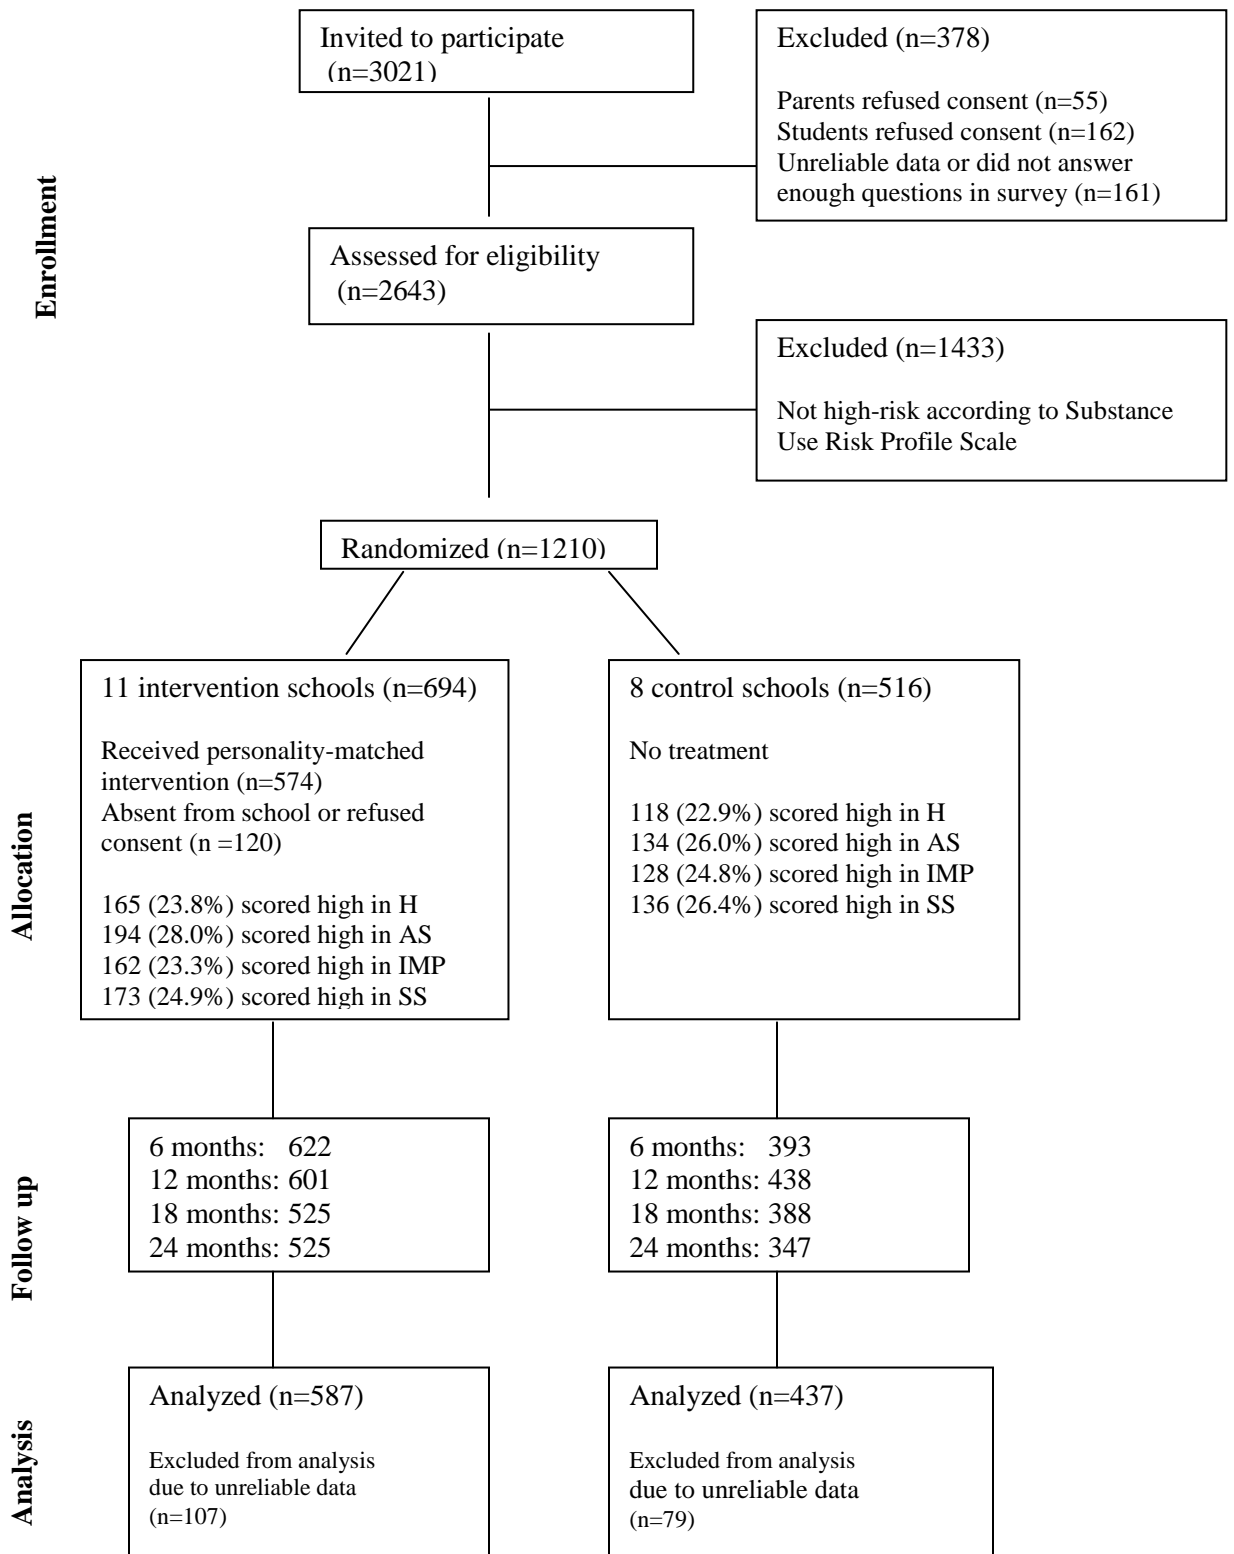 Invited to participate
(n=3021)
Excluded (n=378)
Parents refused consent (n=55)
Students refused consent (n=162)
Unreliable data or did not answer
enough questions in survey (n=161)
Enrollment
Assessed for eligibility
(n=2643)
Excluded (n=1433)
Not high-risk according to Substance
Use Risk Profile Scale
Randomized (n=1210)
Allocation
11 intervention schools (n=694)
Received personality-matched
intervention (n=574)
Absent from school or refused
consent (n =120)
165 (23.8%) scored high in H
194 (28.0%) scored high in AS
162 (23.3%) scored high in IMP
173 (24.9%) scored high in SS
8 control schools (n=516)
No treatment
118 (22.9%) scored high in H
134 (26.0%) scored high in AS
128 (24.8%) scored high in IMP
136 (26.4%) scored high in SS
Follow up
6 months: 622
12 months: 601
18 months: 525
24 months: 525
6 months: 393
12 months: 438
18 months: 388
24 months: 347
Analysis
Analyzed (n=587)
Excluded from analysis
due to unreliable data
(n=107)
Analyzed (n=437)
Excluded from analysis
due to unreliable data
(n=79)